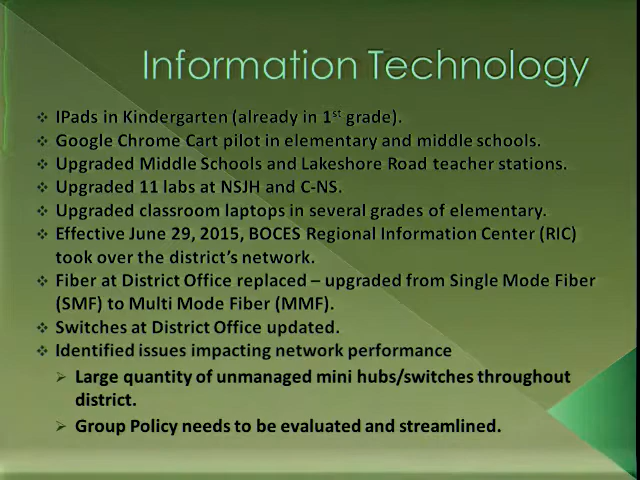 Information Technology
❖ IPads in Kindergarten (already in 1st grade).
❖ Google Chrome Cart pilot in elementary and middle schools.
❖ Upgraded Middle Schools and Lakeshore Road teacher stations.
❖ Upgraded 11 labs at NSJH and C-NS.
❖ Upgraded classroom laptops in several grades of elementary.
❖ Effective June 29, 2015, BOCES Regional Information Center (RIC)
took over the district's network.
❖ Fiber at District Office replaced – upgraded from Single Mode Fiber
(SMF) to Multi Mode Fiber (MMF).
❖ Switches at District Office updated.
❖ Identified issues impacting network performance
➢ Large quantity of unmanaged mini hubs/switches throughout
district.
➢ Group Policy needs to be evaluated and streamlined.